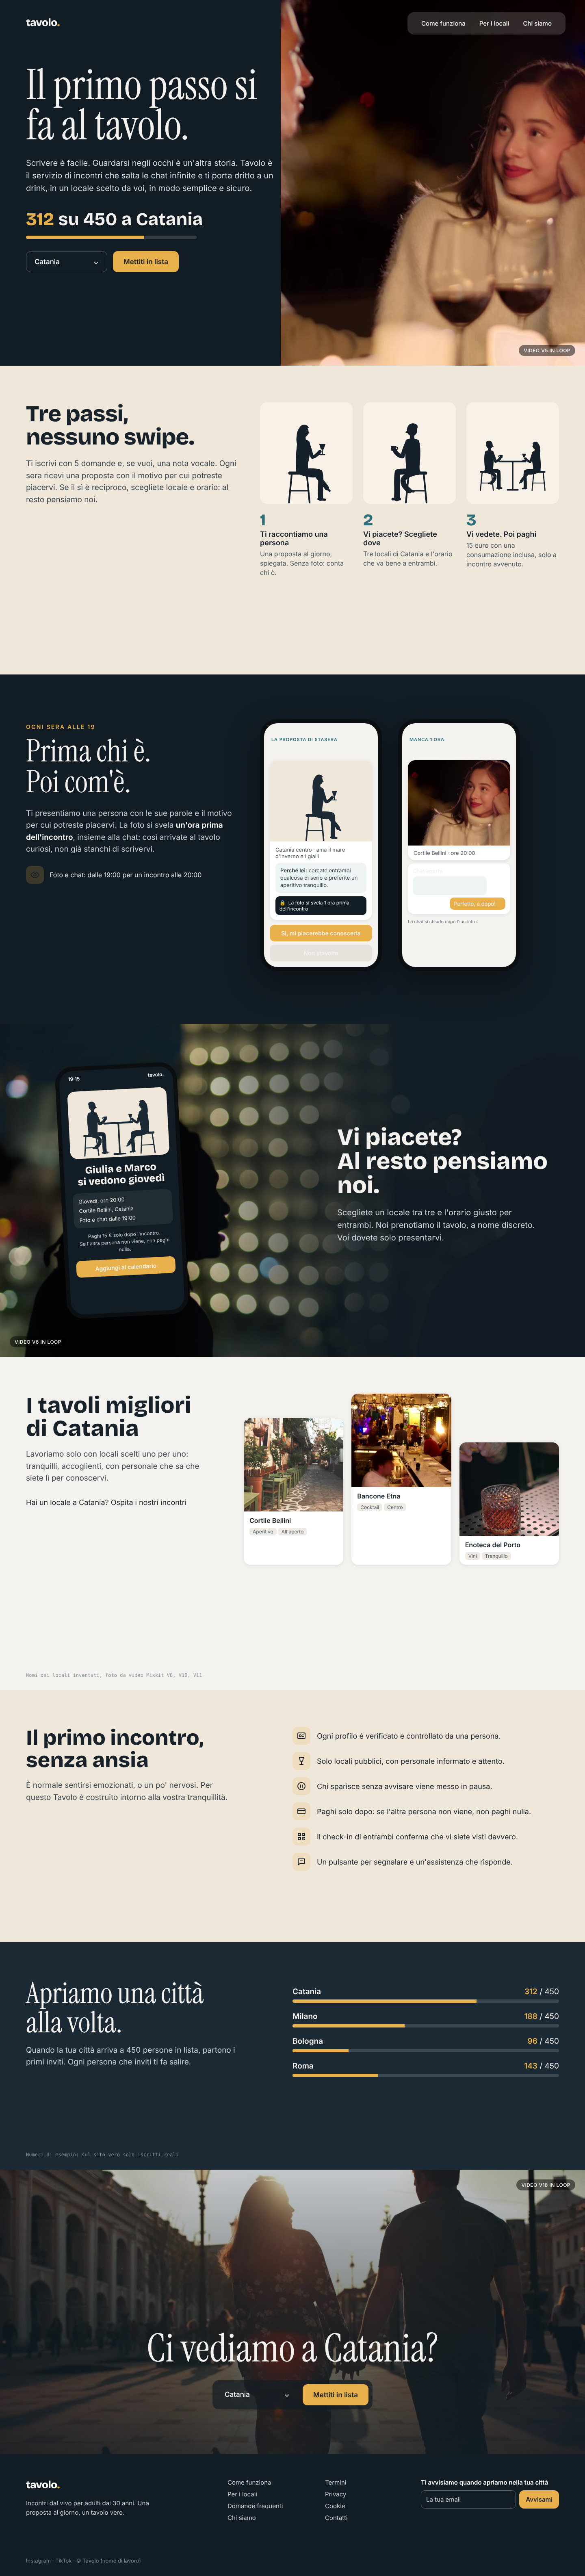 tavolo.
Come funziona
Per i locali
Chi siamo
Il primo passo si
fa al tavolo.
Scrivere è facile. Guardarsi negli occhi è un'altra storia. Tavolo è
il servizio di incontri che salta le chat infinite e ti porta dritto a un
drink, in un locale scelto da voi, in modo semplice e sicuro.
312 su 450 a Catania
Catania
Mettiti in lista
VIDEO V5 IN LOOP
Tre passi,
nessuno swipe.
Ti iscrivi con 5 domande e, se vuoi, una nota vocale. Ogni
sera ricevi una proposta con il motivo per cui potreste
piacervi. Se il sì è reciproco, scegliete locale e orario: al
resto pensiamo noi.
1
Ti raccontiamo una
persona
Una proposta al giorno,
spiegata. Senza foto: conta
chi è.
2
Vi piacete? Scegliete
dove
Tre locali di Catania e l'orario
che va bene a entrambi.
3
Vi vedete. Poi paghi
15 euro con una
consumazione inclusa, solo a
incontro avvenuto.
OGNI SERA ALLE 19
Prima chi è.
Poi com'è.
Ti presentiamo una persona con le sue parole e il motivo
per cui potreste piacervi. La foto si svela un'ora prima
dell'incontro, insieme alla chat: così arrivate al tavolo
curiosi, non già stanchi di scrivervi.
Foto e chat: dalle 19:00 per un incontro alle 20:00
LA PROPOSTA DI STASERA
Catania centro · ama il mare
d'inverno e i gialli
Perché lei: cercate entrambi
qualcosa di serio e preferite un
aperitivo tranquillo.
La foto si svela 1 ora prima
dell'incontro
Sì, mi piacerebbe conoscerla
MANCA 1 ORA
Cortile Bellini · ore 20:00
Perfetto, a dopo!
La chat si chiude dopo l'incontro.
19:15
tavolo.
Giulia e Marco
si vedono giovedì
Giovedì, ore 20:00
Cortile Bellini, Catania
Foto e chat dalle 19:00
Paghi 15 € solo dopo l'incontro.
Se l'altra persona non viene, non paghi
nulla.
Aggiungi al calendario
Vi piacete?
Al resto pensiamo
noi.
Scegliete un locale tra tre e l'orario giusto per
entrambi. Noi prenotiamo il tavolo, a nome discreto.
Voi dovete solo presentarvi.
VIDEO V6 IN LOOP
I tavoli migliori
di Catania
Lavoriamo solo con locali scelti uno per uno:
tranquilli, accoglienti, con personale che sa che
siete lì per conoscervi.
Hai un locale a Catania? Ospita i nostri incontri
Cortile Bellini
Aperitivo
All'aperto
Bancone Etna
Cocktail
Centro
Enoteca del Porto
Vini
Tranquillo
Nomi dei locali inventati, foto da video Mixkit V8, V10, V11
Il primo incontro,
senza ansia
È normale sentirsi emozionati, o un po' nervosi. Per
questo Tavolo è costruito intorno alla vostra tranquillità.
Ogni profilo è verificato e controllato da una persona.
Solo locali pubblici, con personale informato e attento.
Chi sparisce senza avvisare viene messo in pausa.
Paghi solo dopo: se l'altra persona non viene, non paghi nulla.
Il check-in di entrambi conferma che vi siete visti davvero.
Un pulsante per segnalare e un'assistenza che risponde.
Apriamo una città
alla volta.
Quando la tua città arriva a 450 persone in lista, partono i
primi inviti. Ogni persona che inviti ti fa salire.
Catania 312 / 450
Milano 188 / 450
Bologna 96 / 450
Roma 143 / 450
Numeri di esempio: sul sito vero solo iscritti reali
VIDEO V18 IN LOOP
Ci vediamo a Catania?
Catania
Mettiti in lista
tavolo.
Incontri dal vivo per adulti dai 30 anni. Una
proposta al giorno, un tavolo vero.
Come funziona
Per i locali
Domande frequenti
Chi siamo
Termini
Privacy
Cookie
Contatti
Ti avvisiamo quando apriamo nella tua città
La tua email
Avvisami
Instagram · TikTok · © Tavolo (nome di lavoro)